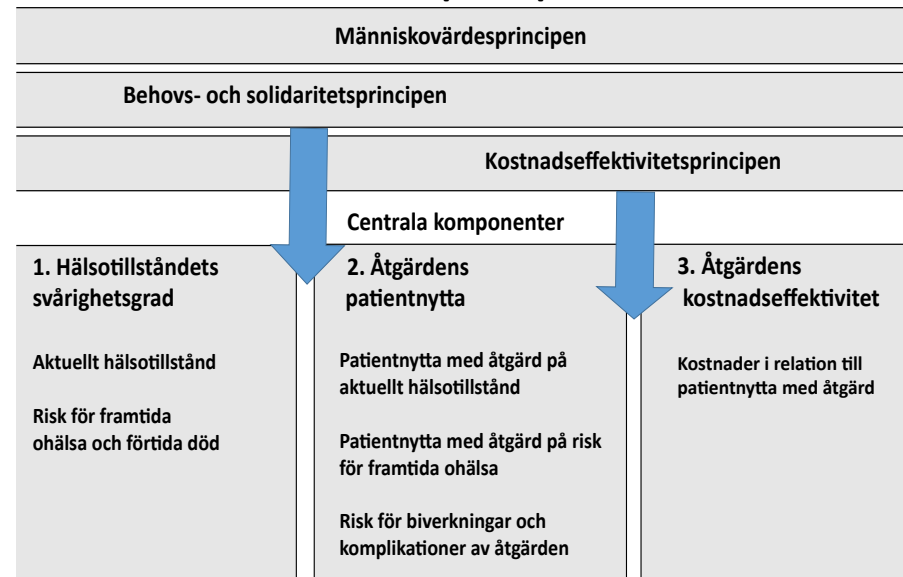 Människovärdesprincipen
Behovs- och solidaritetsprincipen
Kostnadseffektivitetsprincipen
Centrala komponenter
1. Hälsotillståndets
svårighetsgrad
Aktuellt hälsotillstånd
Risk för framtida
ohälsa och förtida död
2. Åtgärdens
patientnytta
Patientnytta med åtgärd på
aktuellt hälsotillstånd
Patientnytta med åtgärd på risk
för framtida ohälsa
Risk för biverkningar och
komplikationer av åtgärden
3. Åtgärdens
kostnadseffektivitet
Kostnader i relation till
patientnytta med åtgärd